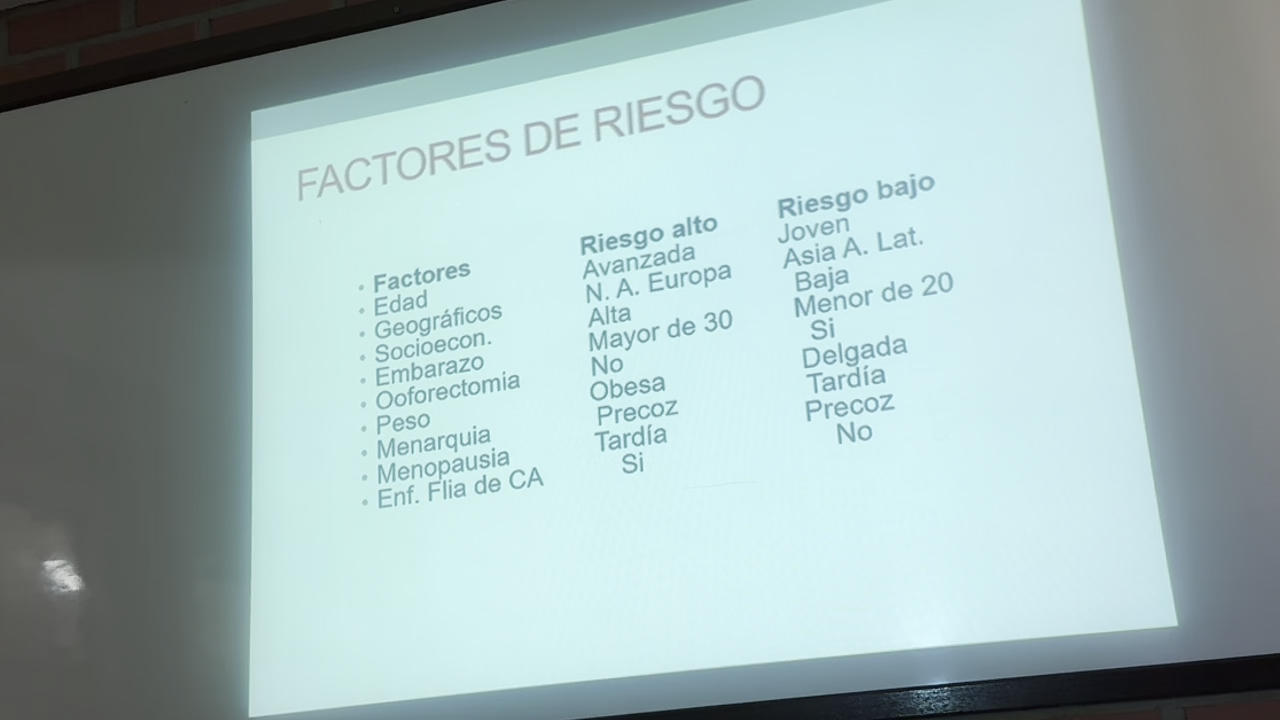 FACTORES DE RIESGO
Factores Riesgo alto Riesgo bajo
Edad Avanzada Joven
Geográficos N. A. Europa Asia A. Lat.
Socioecon. Alta Baja
Embarazo Mayor de 30 Menor de 20
Ooforectomia No Si
Peso Obesa Delgada
Menarquia Precoz Tardía
Menopausia Tardía Precoz
Enf. Flia de CA Si No